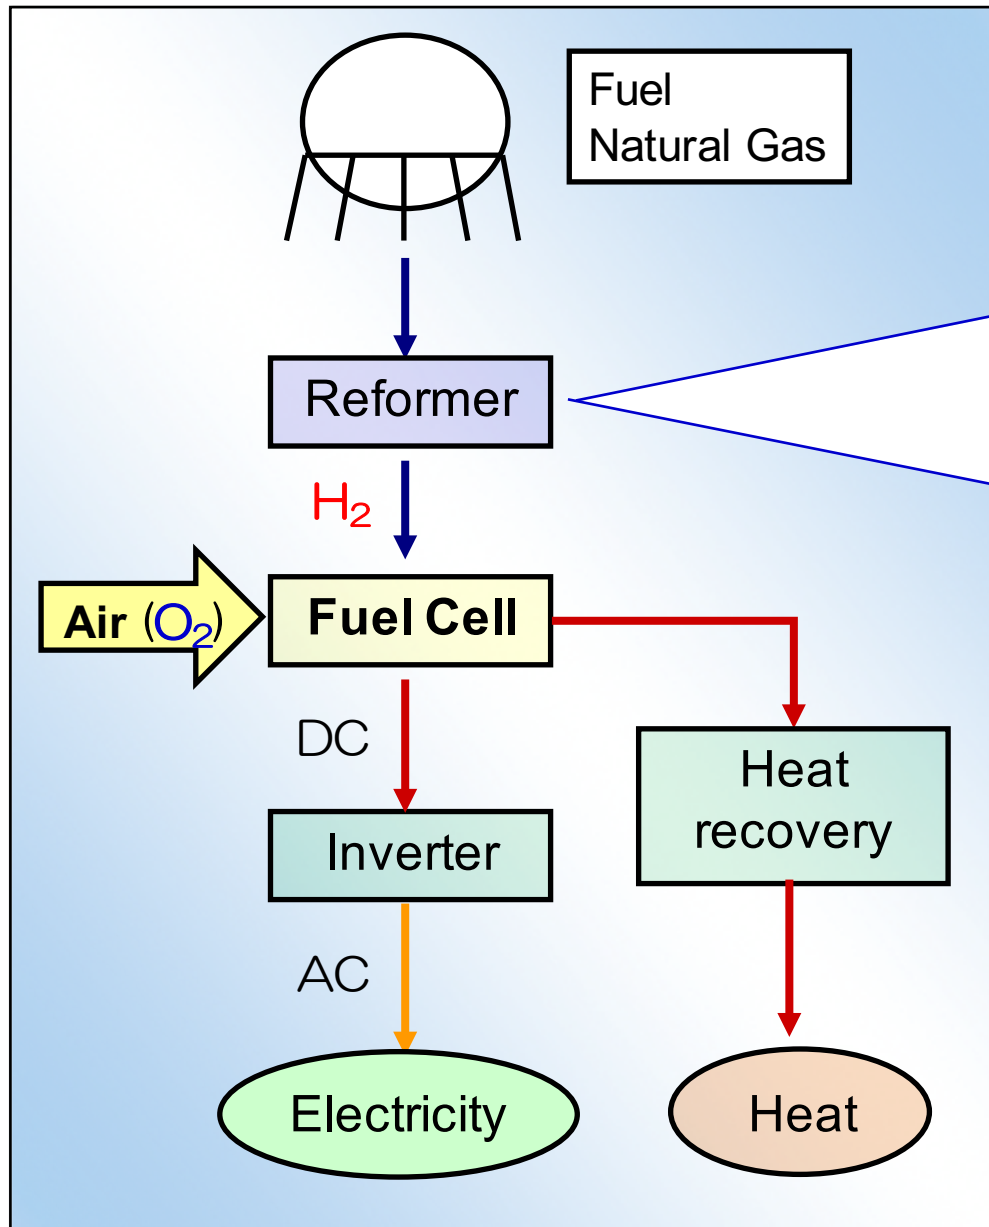 Fuel
Natural Gas
Reformer
H₂
Air (O₂)
Fuel Cell
DC
Heat
recovery
Inverter
AC
Electricity
Heat